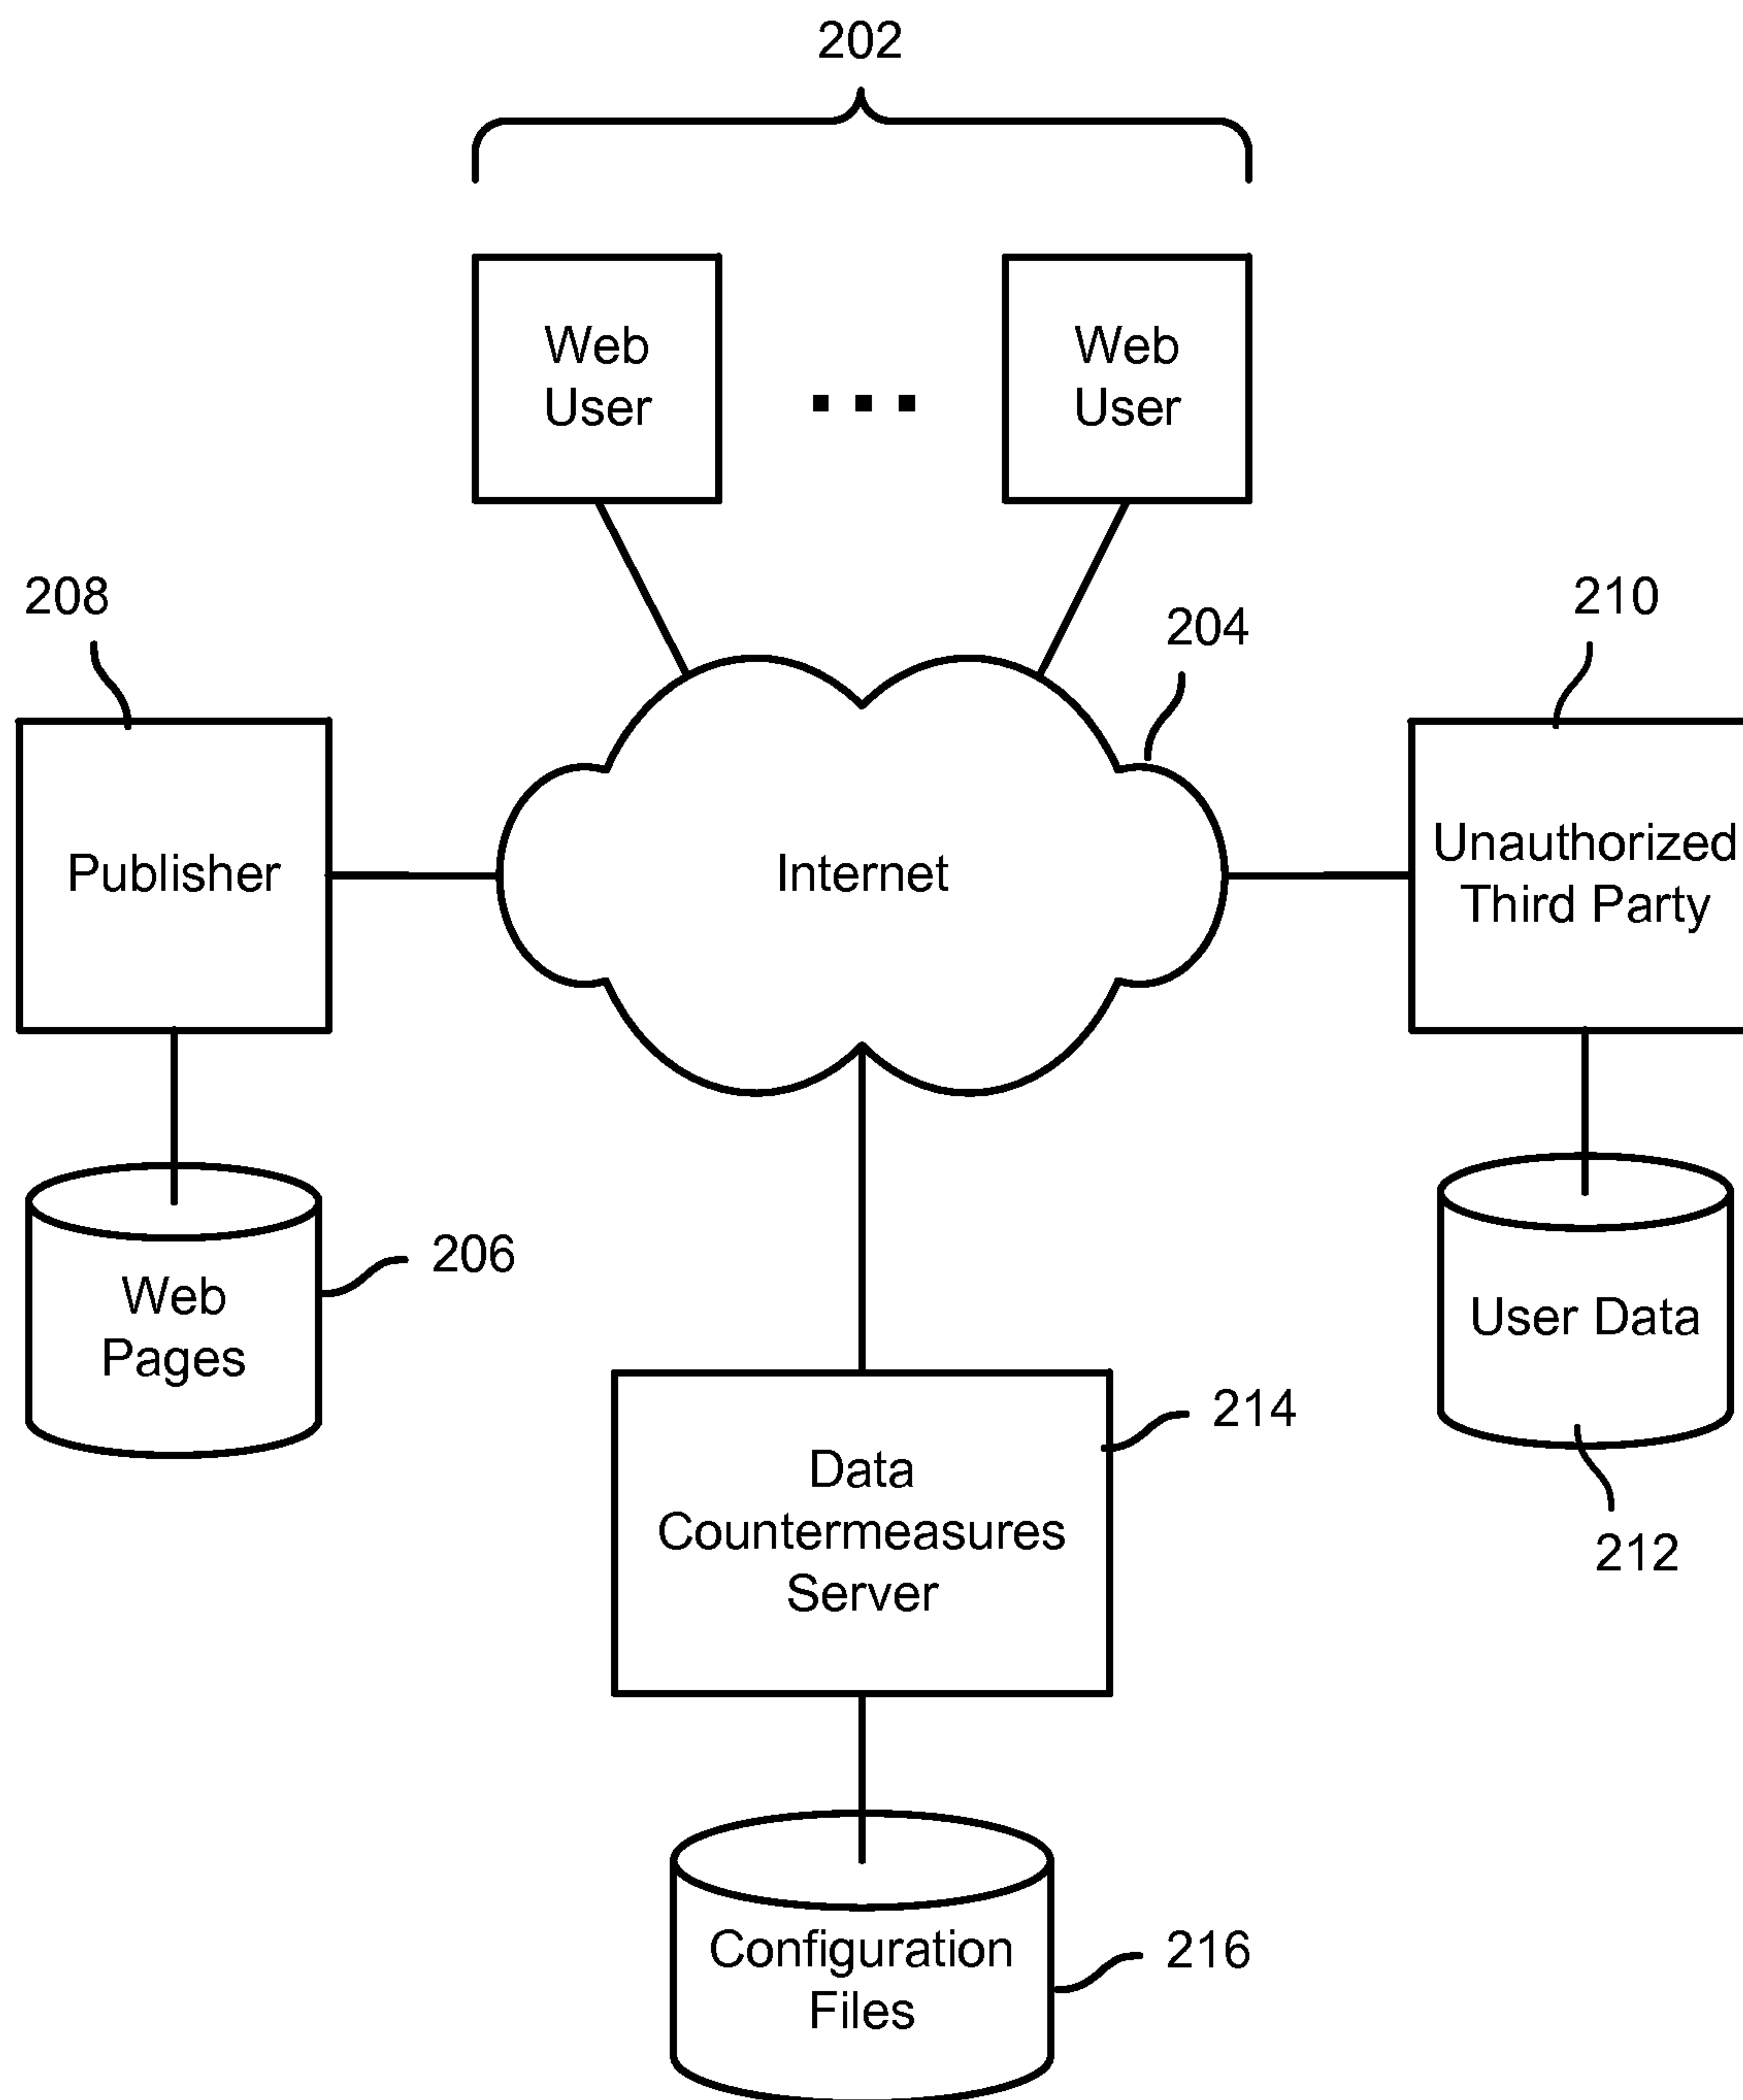 202
Web
User
Web
User
208
204
210
Publisher
Internet
Unauthorized
Third Party
206
Web
Pages
User Data
212
214
Data
Countermeasures
Server
216
Configuration
Files